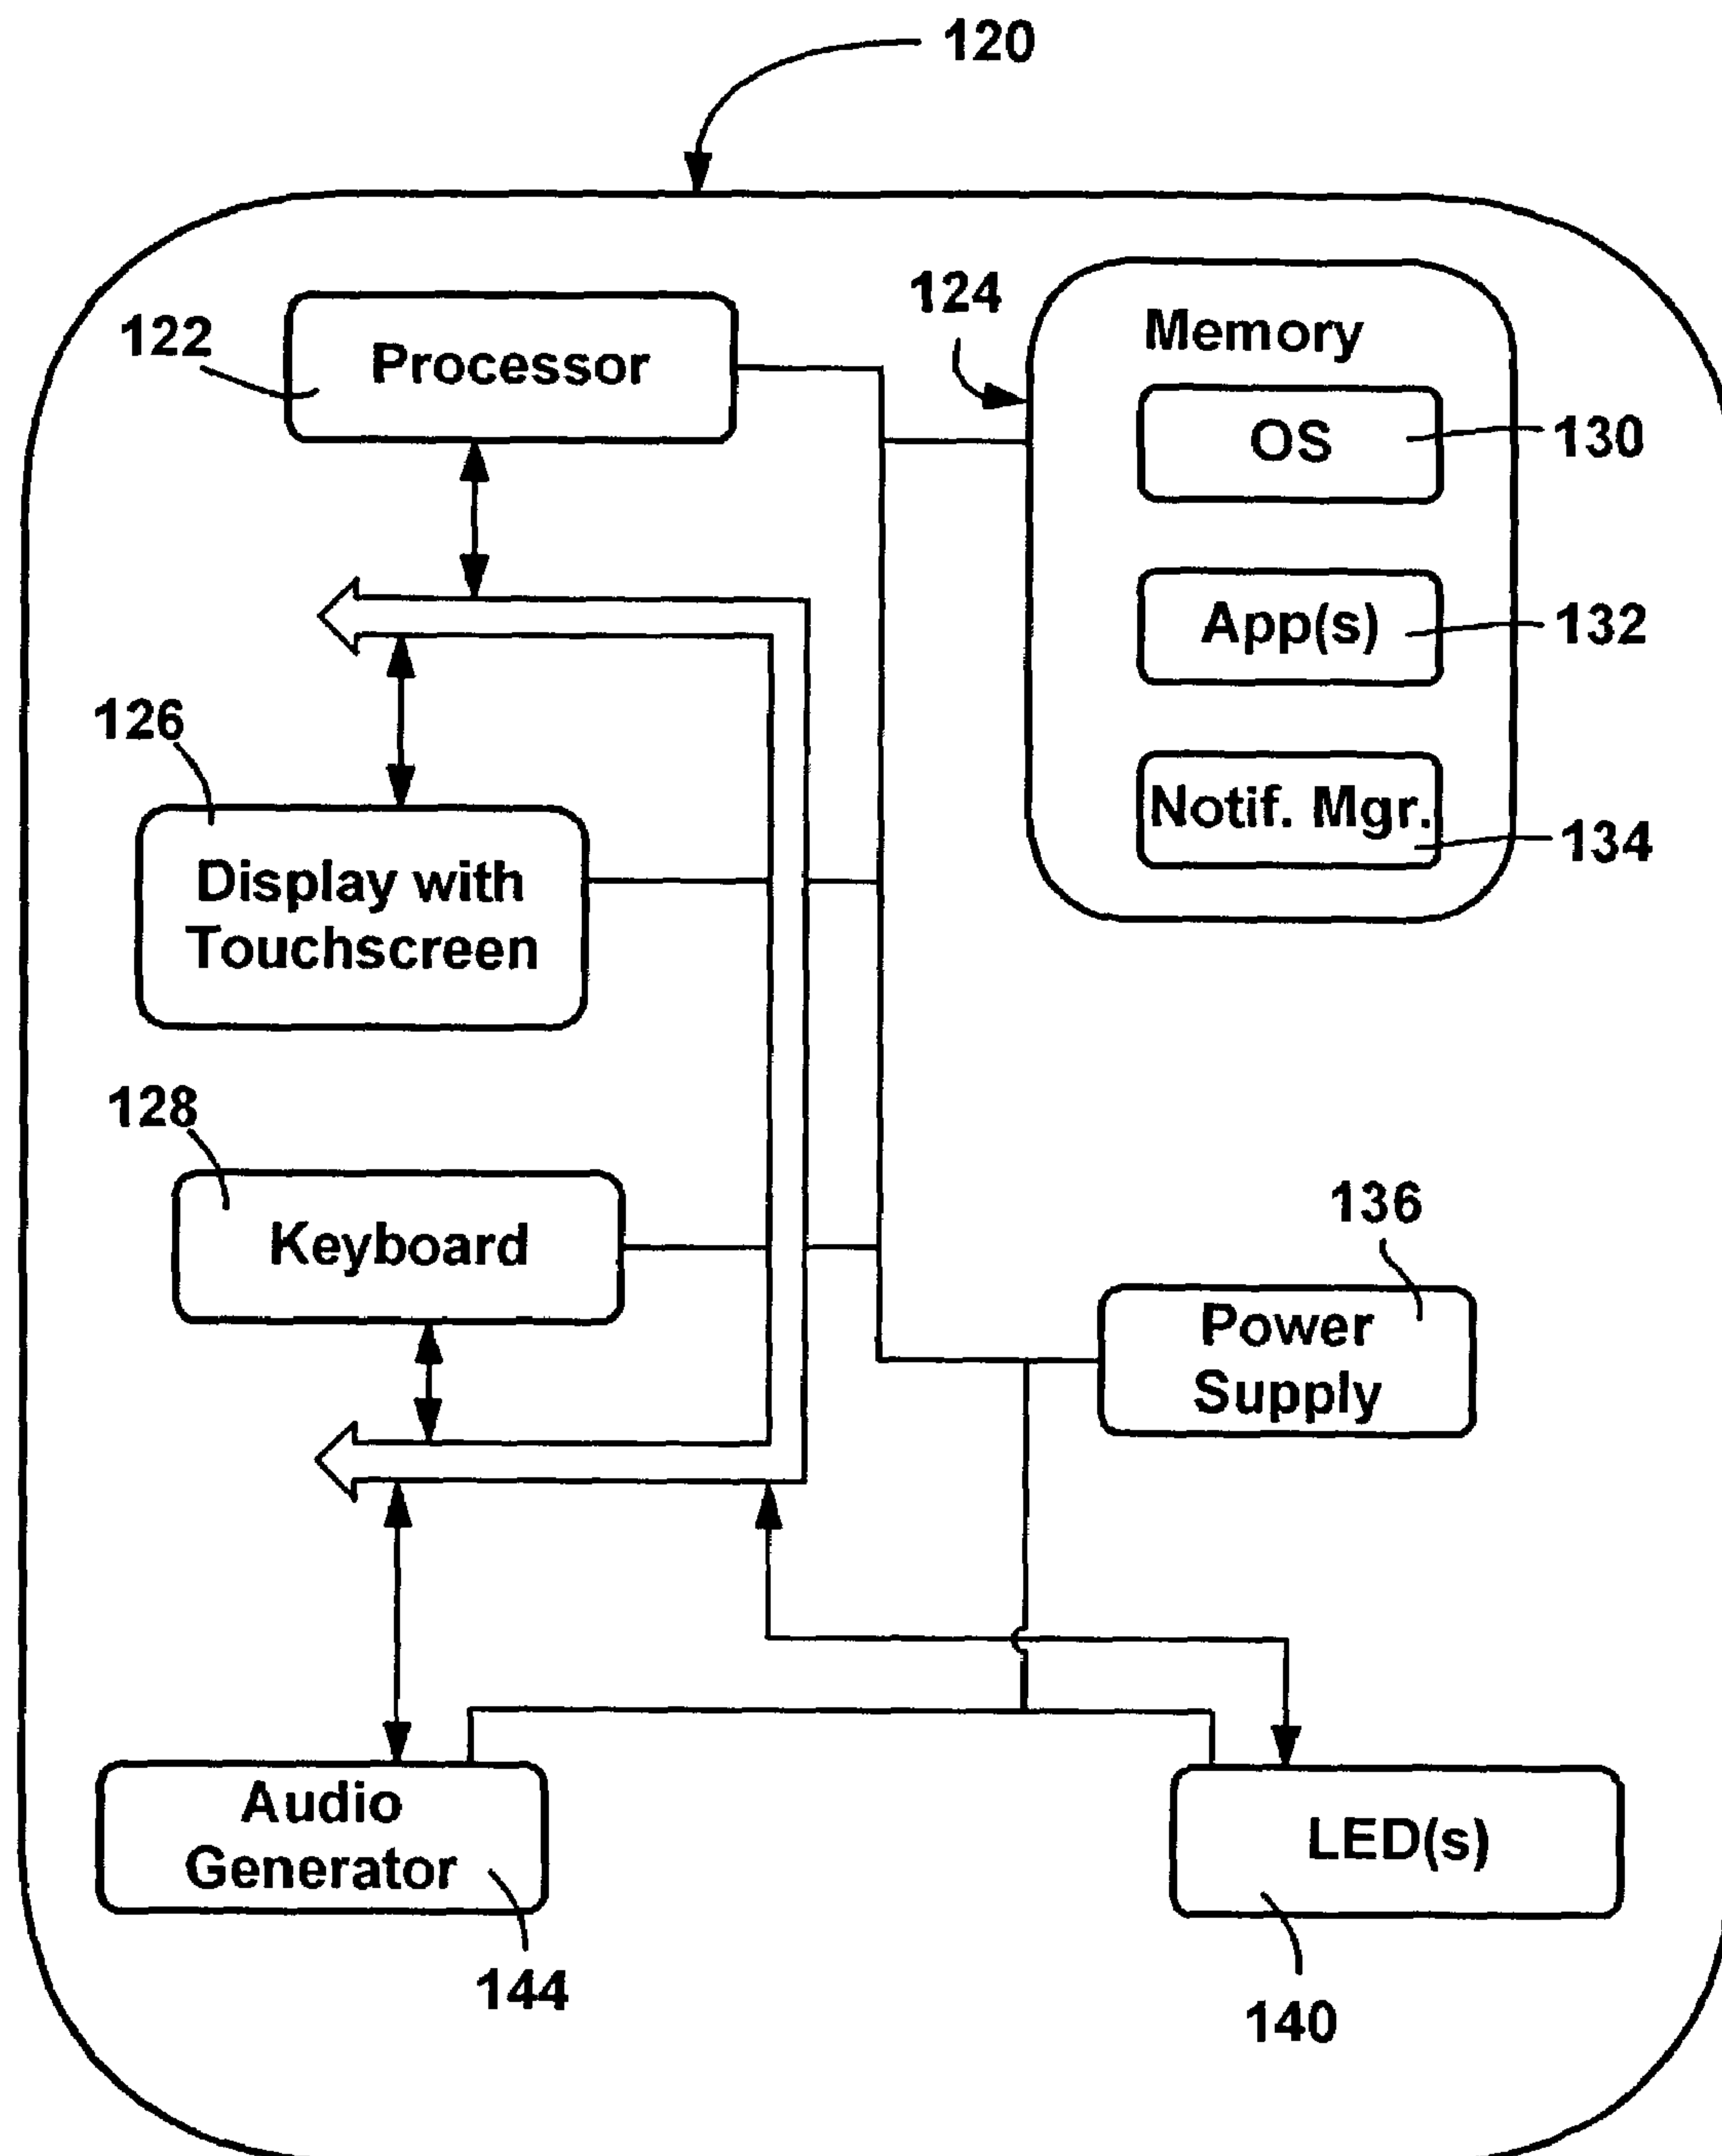 120
124
Memory
122
Processor
OS
130
App(s)
132
126
Notif. Mgr.
134
Display with
Touchscreen
128
136
Keyboard
Power
Supply
Audio
Generator
LED(s)
144
140